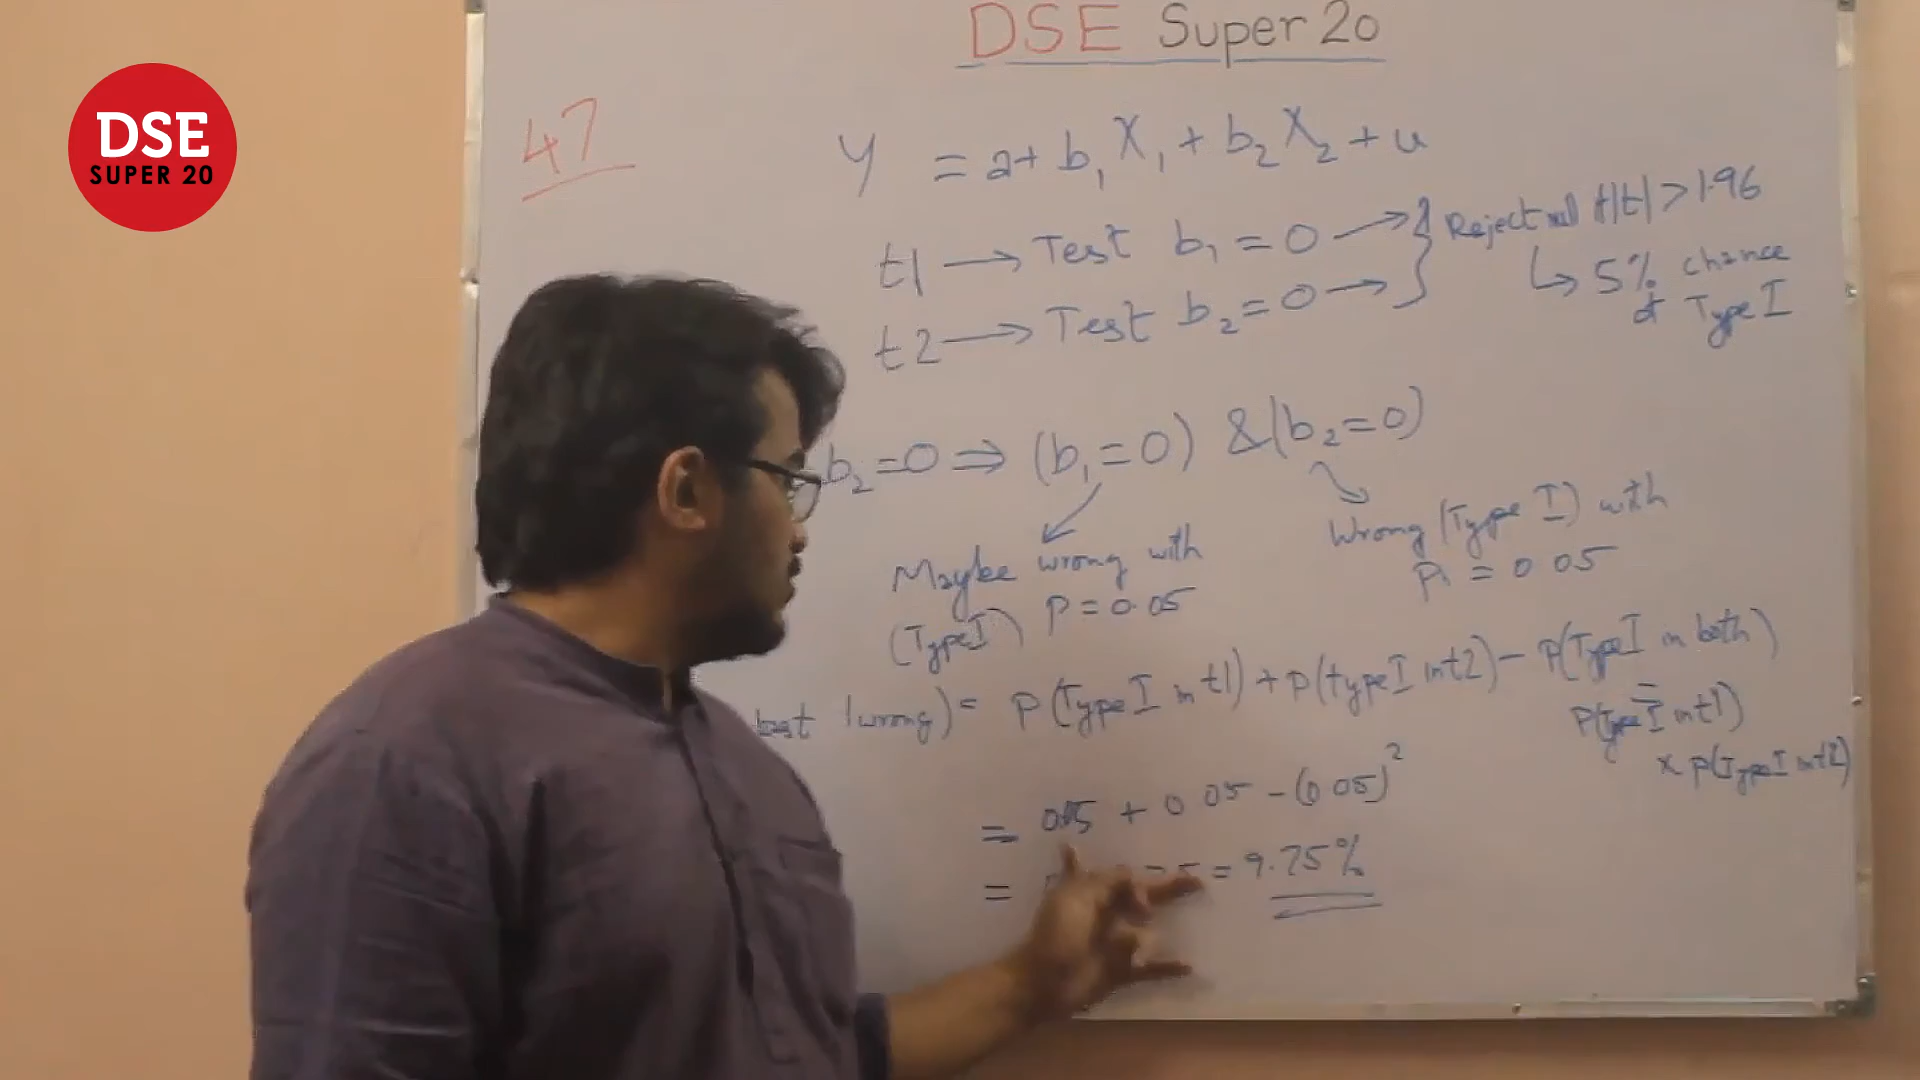 DSE Super 20
DSE
SUPER 20
47
Y = a + b₁X₁ + b₂X₂ + u
t1 → Test b₁ = 0 →
t2 → Test b₂ = 0 →
Reject null if |t| > 1.96
↳ 5% chance
of Type I
b₂ = 0 ⇒ (b₁ = 0) & (b₂ = 0)
Maybe wrong with
(Type I) P = 0.05
Wrong (Type I) with
P = 0.05
1 wrong) = P(Type I in t1) + P(type I in t2) - P(Type I in both)
=
P(Type I in t1)
x P(Type I in t2)
= 0.05 + 0.05 - (0.05)²
= = 9.75%